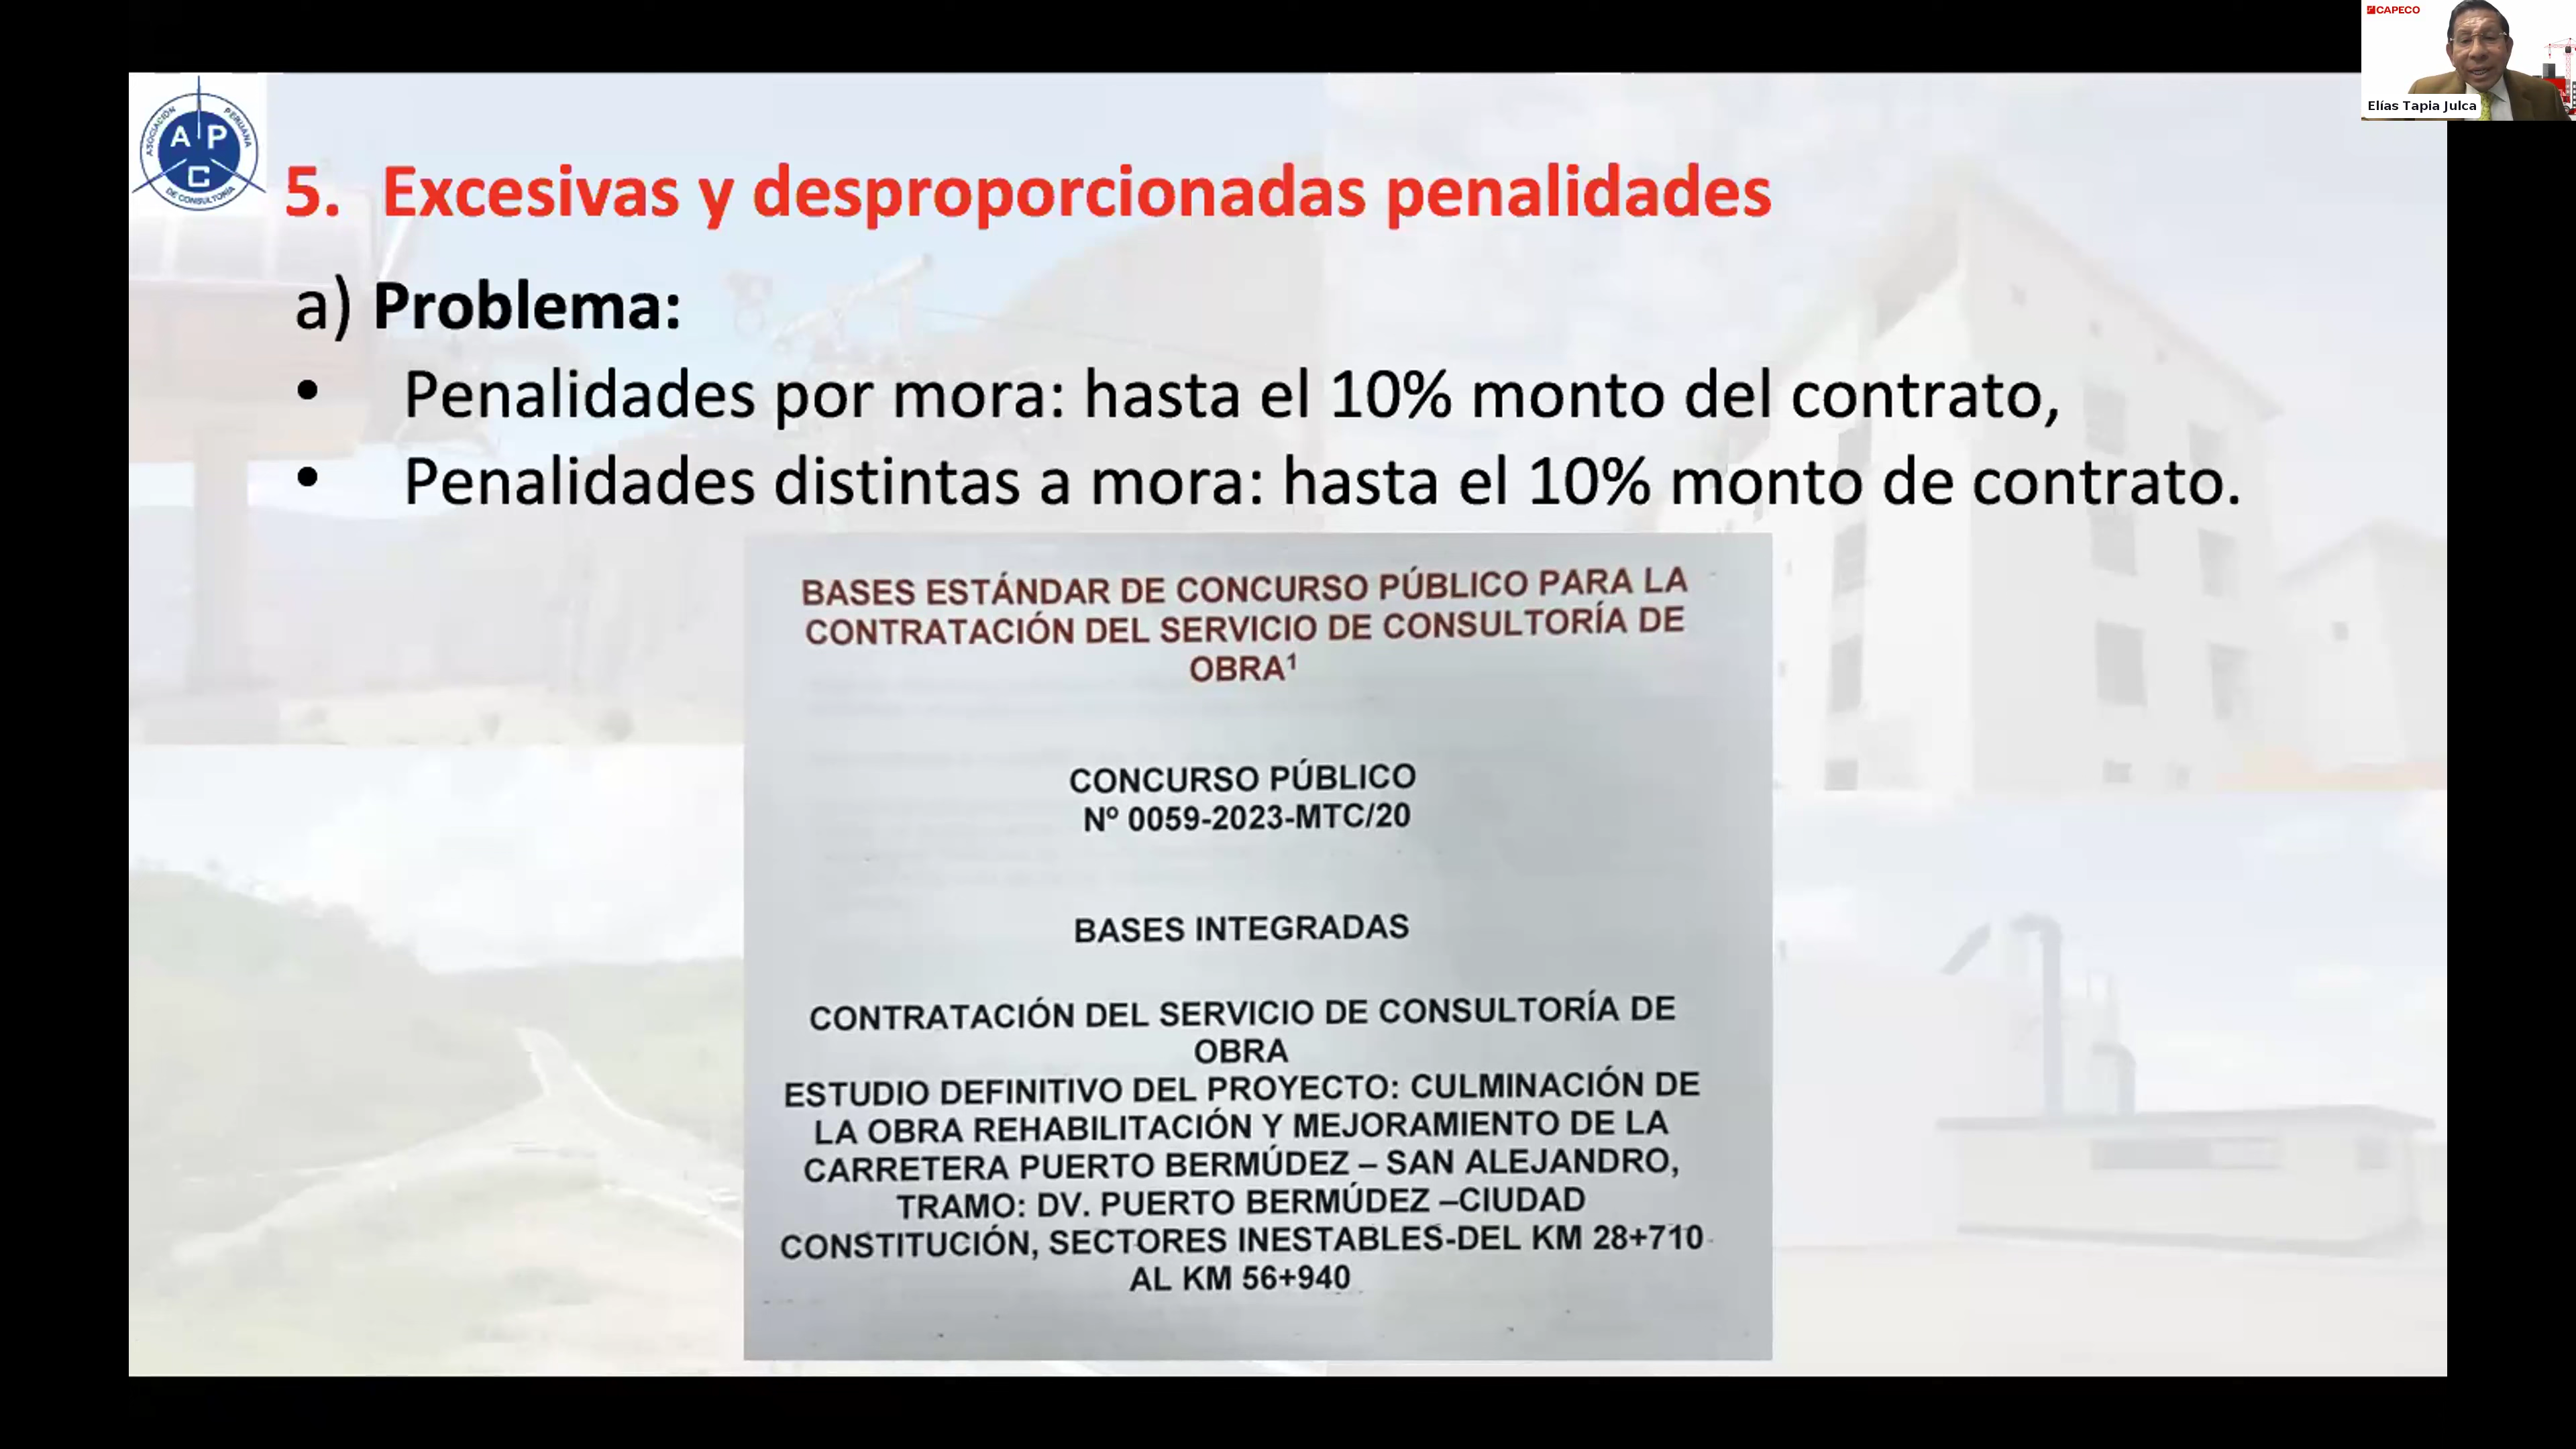 CAPECO
Elías Tapia Julca
ASOCIACIÓN PERUANA
A P
C
DE CONSULTORÍA
5. Excesivas y desproporcionadas penalidades
a) Problema:
• Penalidades por mora: hasta el 10% monto del contrato,
• Penalidades distintas a mora: hasta el 10% monto de contrato.
BASES ESTÁNDAR DE CONCURSO PÚBLICO PARA LA
CONTRATACIÓN DEL SERVICIO DE CONSULTORÍA DE
OBRA¹
CONCURSO PÚBLICO
Nº 0059-2023-MTC/20
BASES INTEGRADAS
CONTRATACIÓN DEL SERVICIO DE CONSULTORÍA DE
OBRA
ESTUDIO DEFINITIVO DEL PROYECTO: CULMINACIÓN DE
LA OBRA REHABILITACIÓN Y MEJORAMIENTO DE LA
CARRETERA PUERTO BERMÚDEZ – SAN ALEJANDRO,
TRAMO: DV. PUERTO BERMÚDEZ –CIUDAD
CONSTITUCIÓN, SECTORES INESTABLES-DEL KM 28+710
AL KM 56+940